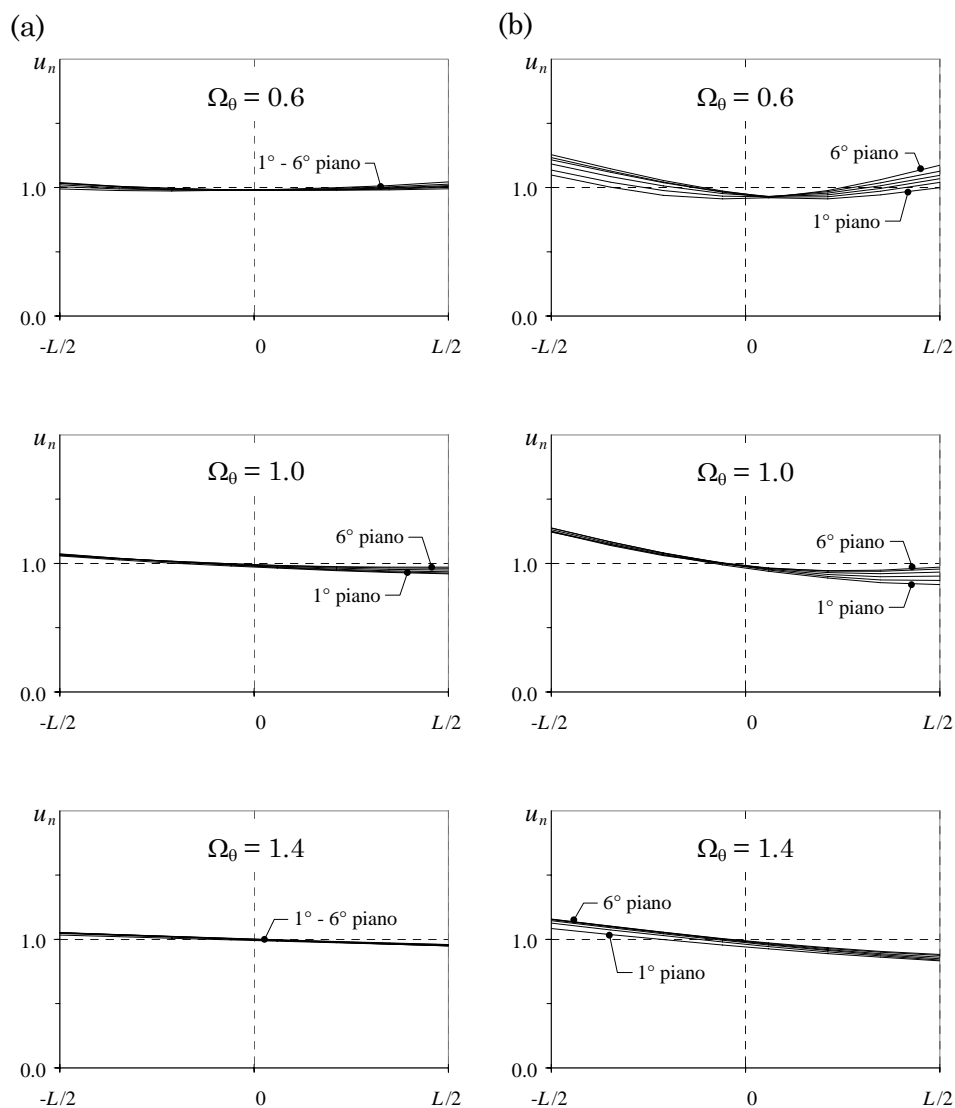 (a)
(b)
u_n
Ω_θ = 0.6
1° - 6° piano
1.0
0.0
-L/2
0
L/2
u_n
Ω_θ = 0.6
6° piano
1° piano
1.0
0.0
-L/2
0
L/2
u_n
Ω_θ = 1.0
6° piano
1° piano
1.0
0.0
-L/2
0
L/2
u_n
Ω_θ = 1.0
6° piano
1° piano
1.0
0.0
-L/2
0
L/2
u_n
Ω_θ = 1.4
1° - 6° piano
1.0
0.0
-L/2
0
L/2
u_n
Ω_θ = 1.4
6° piano
1° piano
1.0
0.0
-L/2
0
L/2